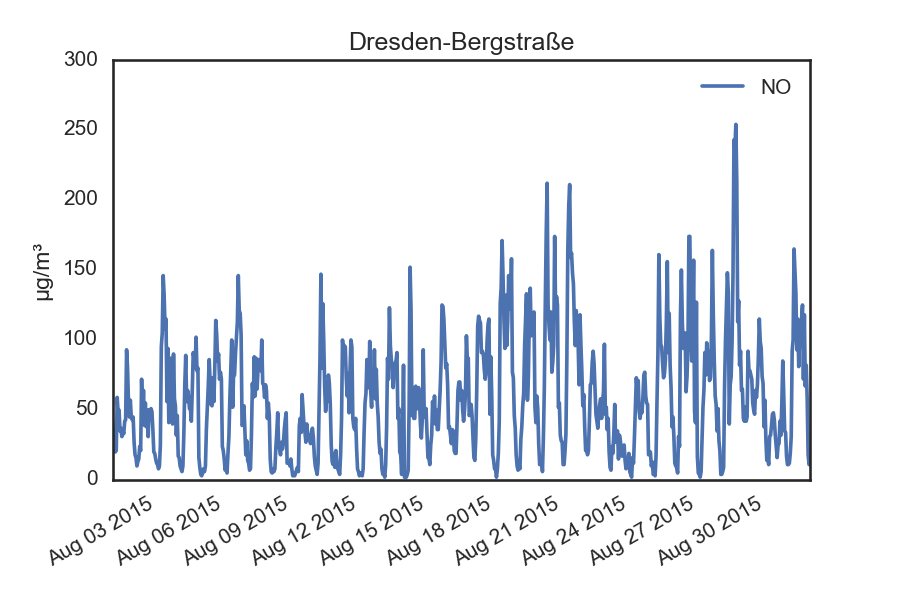 Dresden-Bergstraße
300
250
200
150
100
50
0
µg/m³
NO
Aug 03 2015
Aug 06 2015
Aug 09 2015
Aug 12 2015
Aug 15 2015
Aug 18 2015
Aug 21 2015
Aug 24 2015
Aug 27 2015
Aug 30 2015